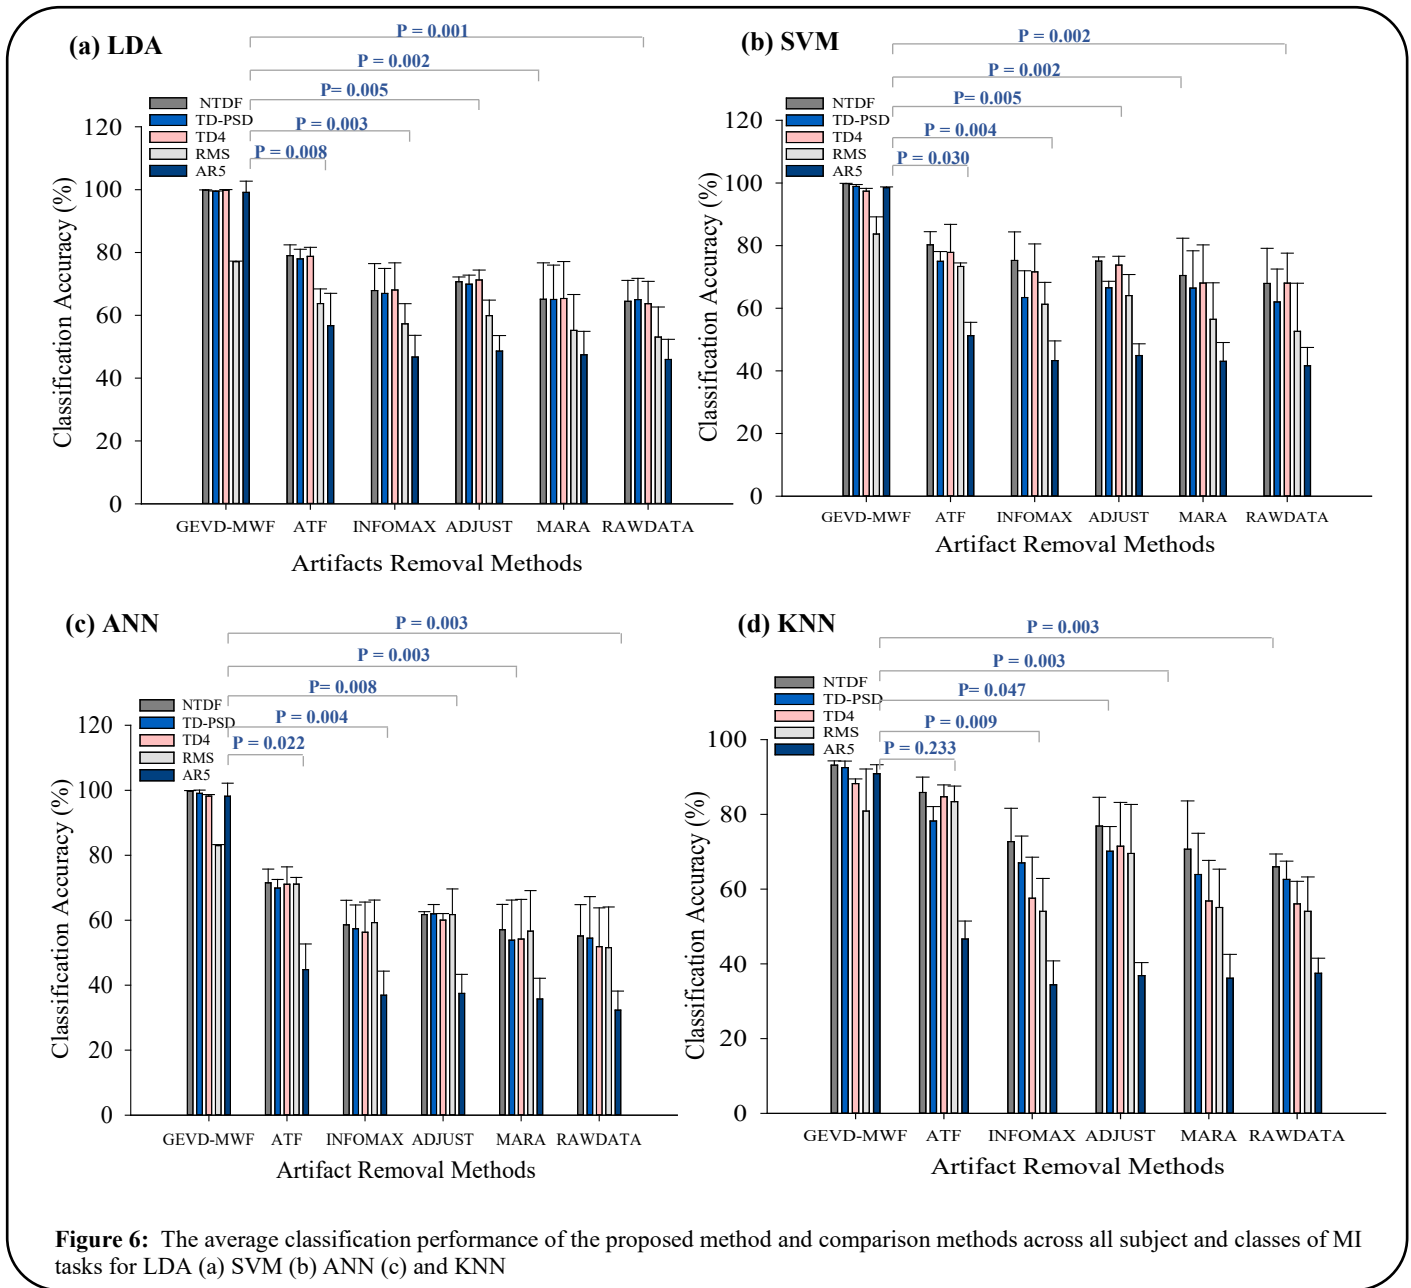 (a) LDA
P = 0.001
P = 0.002
P= 0.005
P = 0.003
P = 0.008
NTDF
TD-PSD
TD4
RMS
AR5
120
100
80
60
40
20
0
Classification Accuracy (%)
GEVD-MWF ATF INFOMAX ADJUST MARA RAWDATA
Artifacts Removal Methods
(b) SVM
P = 0.002
P = 0.002
P = 0.005
P = 0.004
P = 0.030
NTDF
TD-PSD
TD4
RMS
AR5
120
100
80
60
40
20
0
Classification Accuracy (%)
GEVD-MWF ATF INFOMAX ADJUST MARA RAWDATA
Artifact Removal Methods
(c) ANN
P = 0.003
P = 0.003
P= 0.008
P = 0.004
P = 0.022
NTDF
TD-PSD
TD4
RMS
AR5
120
100
80
60
40
20
0
Classification Accuracy (%)
GEVD-MWF ATF INFOMAX ADJUST MARA RAWDATA
Artifact Removal Methods
(d) KNN
P = 0.003
P = 0.003
P= 0.047
P = 0.009
P = 0.233
NTDF
TD-PSD
TD4
RMS
AR5
100
80
60
40
20
0
Classification Accuracy (%)
GEVD-MWF ATF INFOMAX ADJUST MARA RAWDATA
Artifact Removal Methods
Figure 6: The average classification performance of the proposed method and comparison methods across all subject and classes of MI
tasks for LDA (a) SVM (b) ANN (c) and KNN